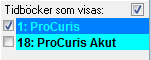 Tidböcker som visas:
1: ProCuris
18: ProCuris Akut